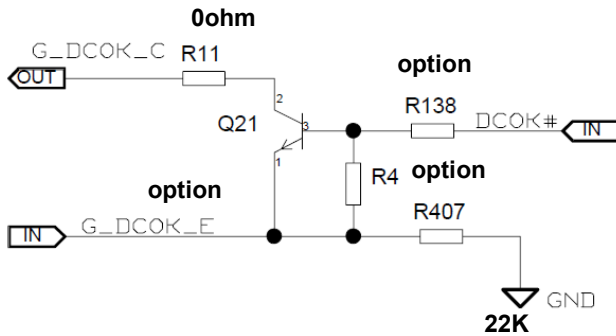 0ohm
G_DCOK_C
R11
option
OUT
2
R138
DCOK#
Q21
3
IN
1
R4
option
option
R407
IN
G_DCOK_E
GND
22K